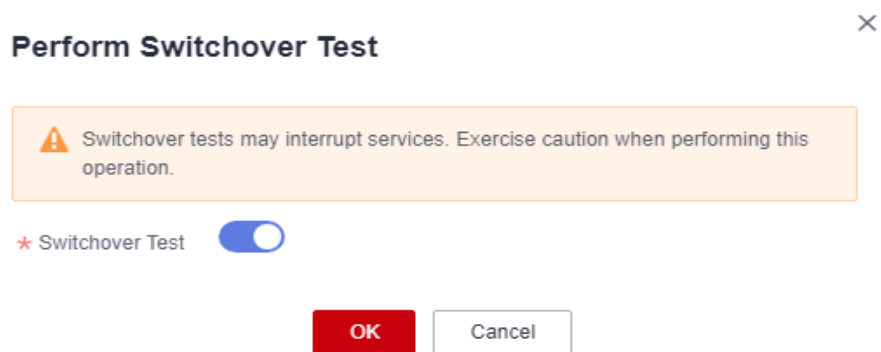 Perform Switchover Test
Switchover tests may interrupt services. Exercise caution when performing this
operation.
* Switchover Test
OK
Cancel